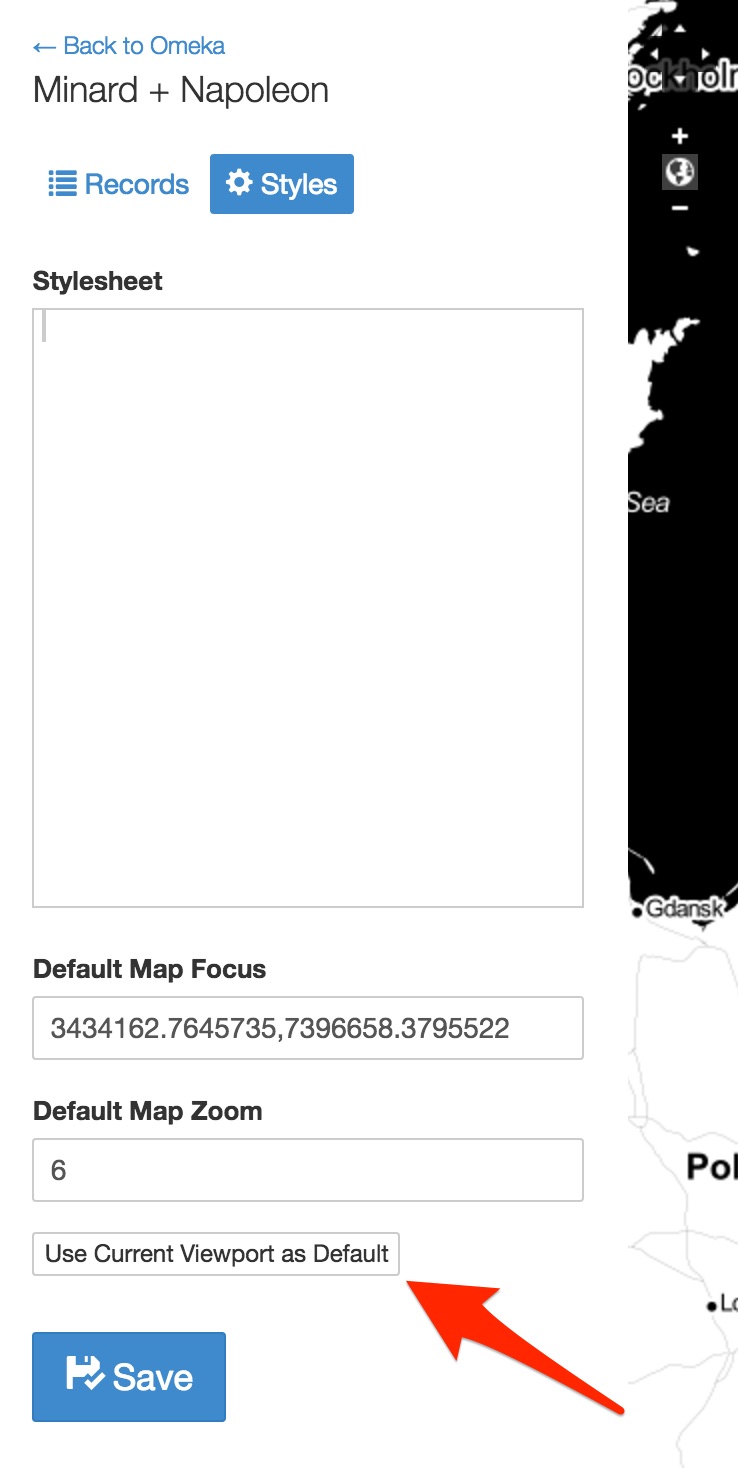 ← Back to Omeka
Minard + Napoleon
Records Styles
Stylesheet
Default Map Focus
3434162.7645735,7396658.3795522
Default Map Zoom
6
Use Current Viewport as Default
Save
+
−
Sea
Gdansk
Pol